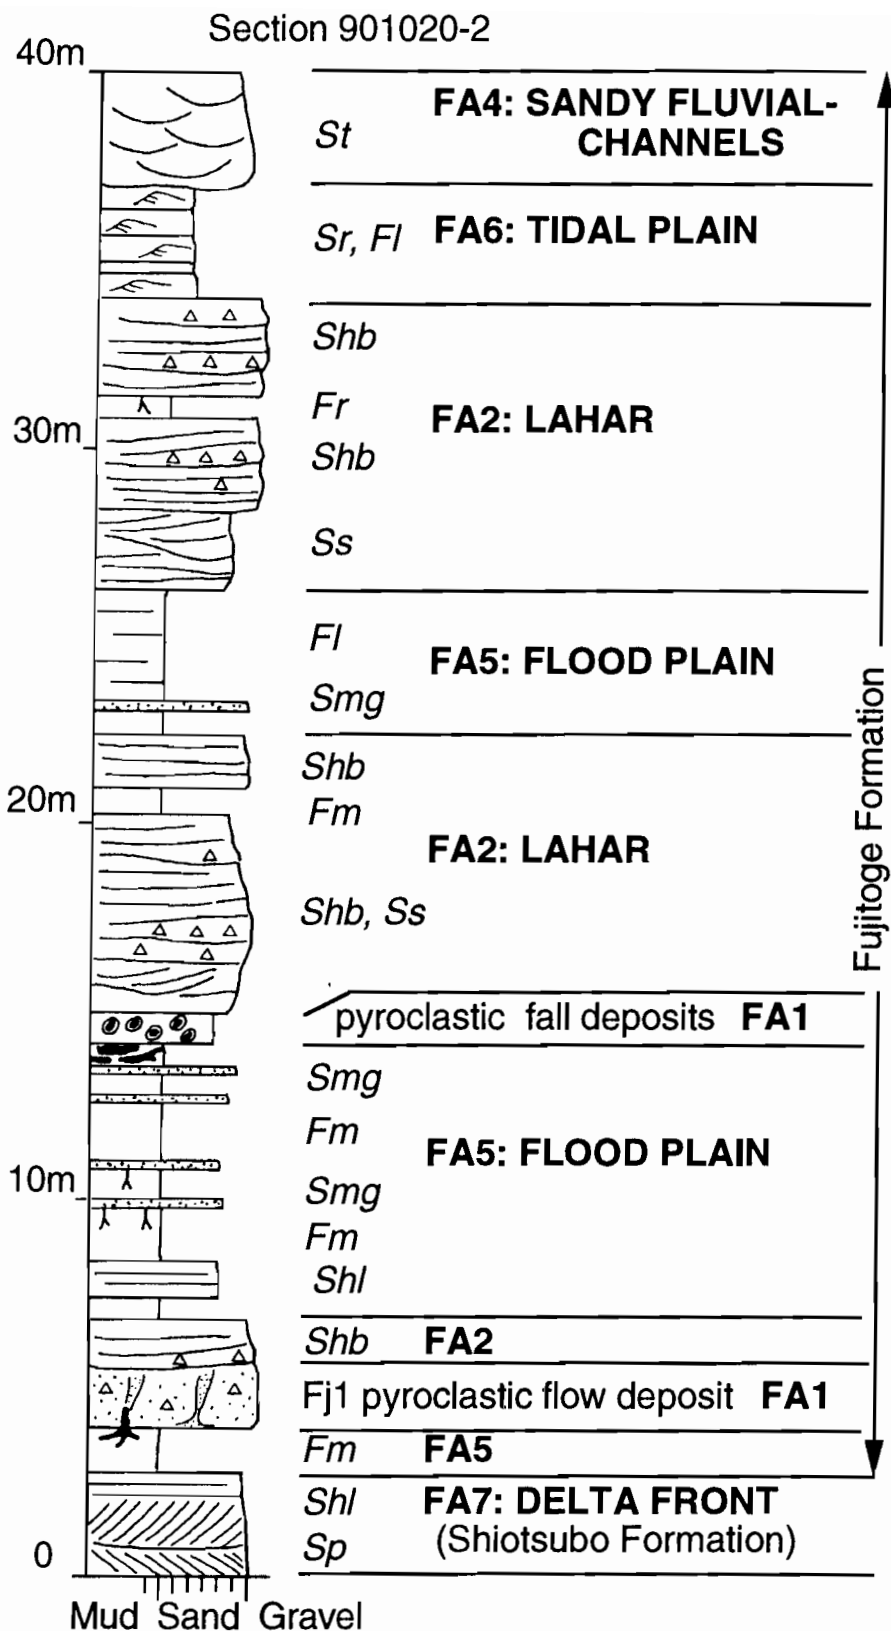 Section 901020-2
40m
FA4: SANDY FLUVIAL-
CHANNELS
St
Sr, Fl FA6: TIDAL PLAIN
Shb
Fr
FA2: LAHAR
30m
Shb
Ss
Fl
FA5: FLOOD PLAIN
Smg
Fujitoge Formation
Shb
20m
Fm
FA2: LAHAR
Shb, Ss
pyroclastic fall deposits FA1
Smg
Fm
FA5: FLOOD PLAIN
10m
Smg
Fm
Shl
Shb FA2
Fj1 pyroclastic flow deposit FA1
Fm FA5
Shl FA7: DELTA FRONT
Sp (Shiotsubo Formation)
0
Mud Sand Gravel